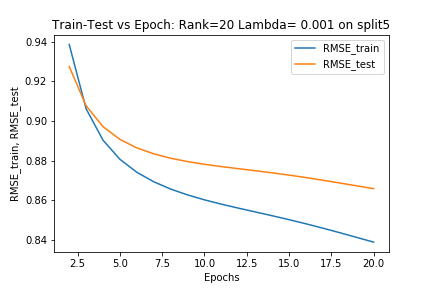 Train-Test vs Epoch: Rank=20 Lambda= 0.001 on split5
RMSE_train
RMSE_test
RMSE_train, RMSE_test
0.94
0.92
0.90
0.88
0.86
0.84
2.5 5.0 7.5 10.0 12.5 15.0 17.5 20.0
Epochs